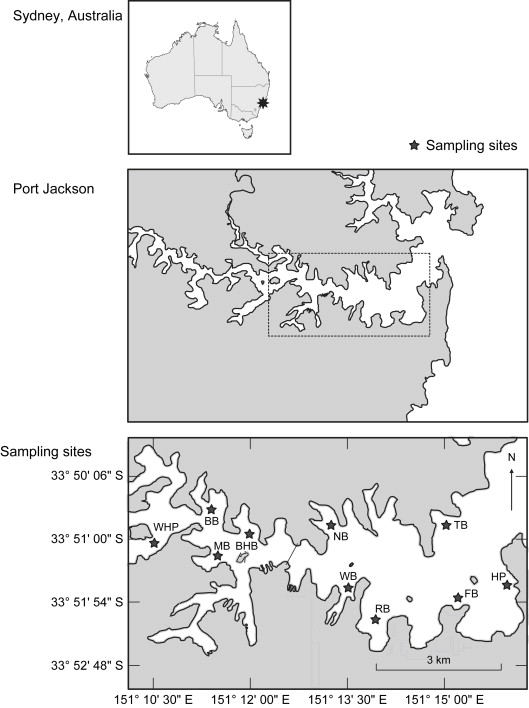 Sydney, Australia
Sampling sites
Port Jackson
Sampling sites
33° 50' 06" S
33° 51' 00" S
33° 51' 54" S
33° 52' 48" S
N
WHP
BB
MB
BHB
NB
TB
WB
RB
FB
HP
3 km
151° 10' 30" E
151° 12' 00" E
151° 13' 30" E
151° 15' 00" E